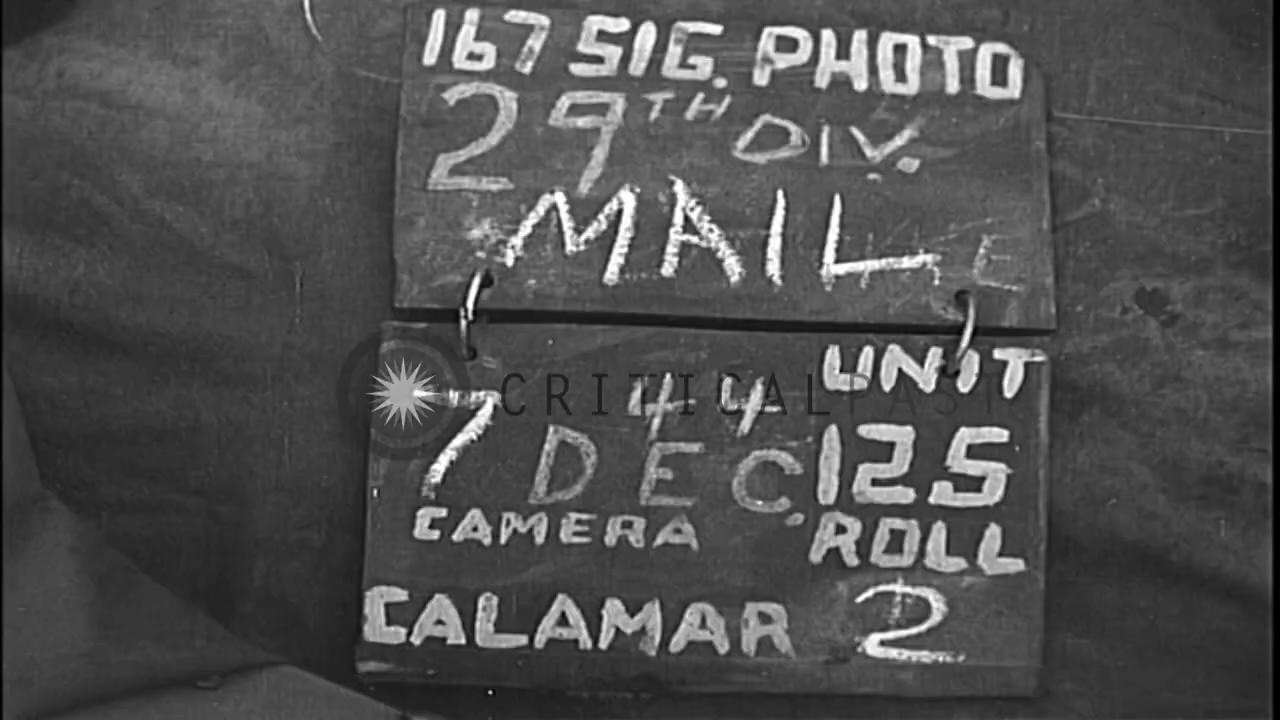 167 SIG. PHOTO
29TH DIV.
MAIL
UNIT
7 DEC. 44
125
CAMERA
ROLL
CALAMAR
2
CRITICALPAST